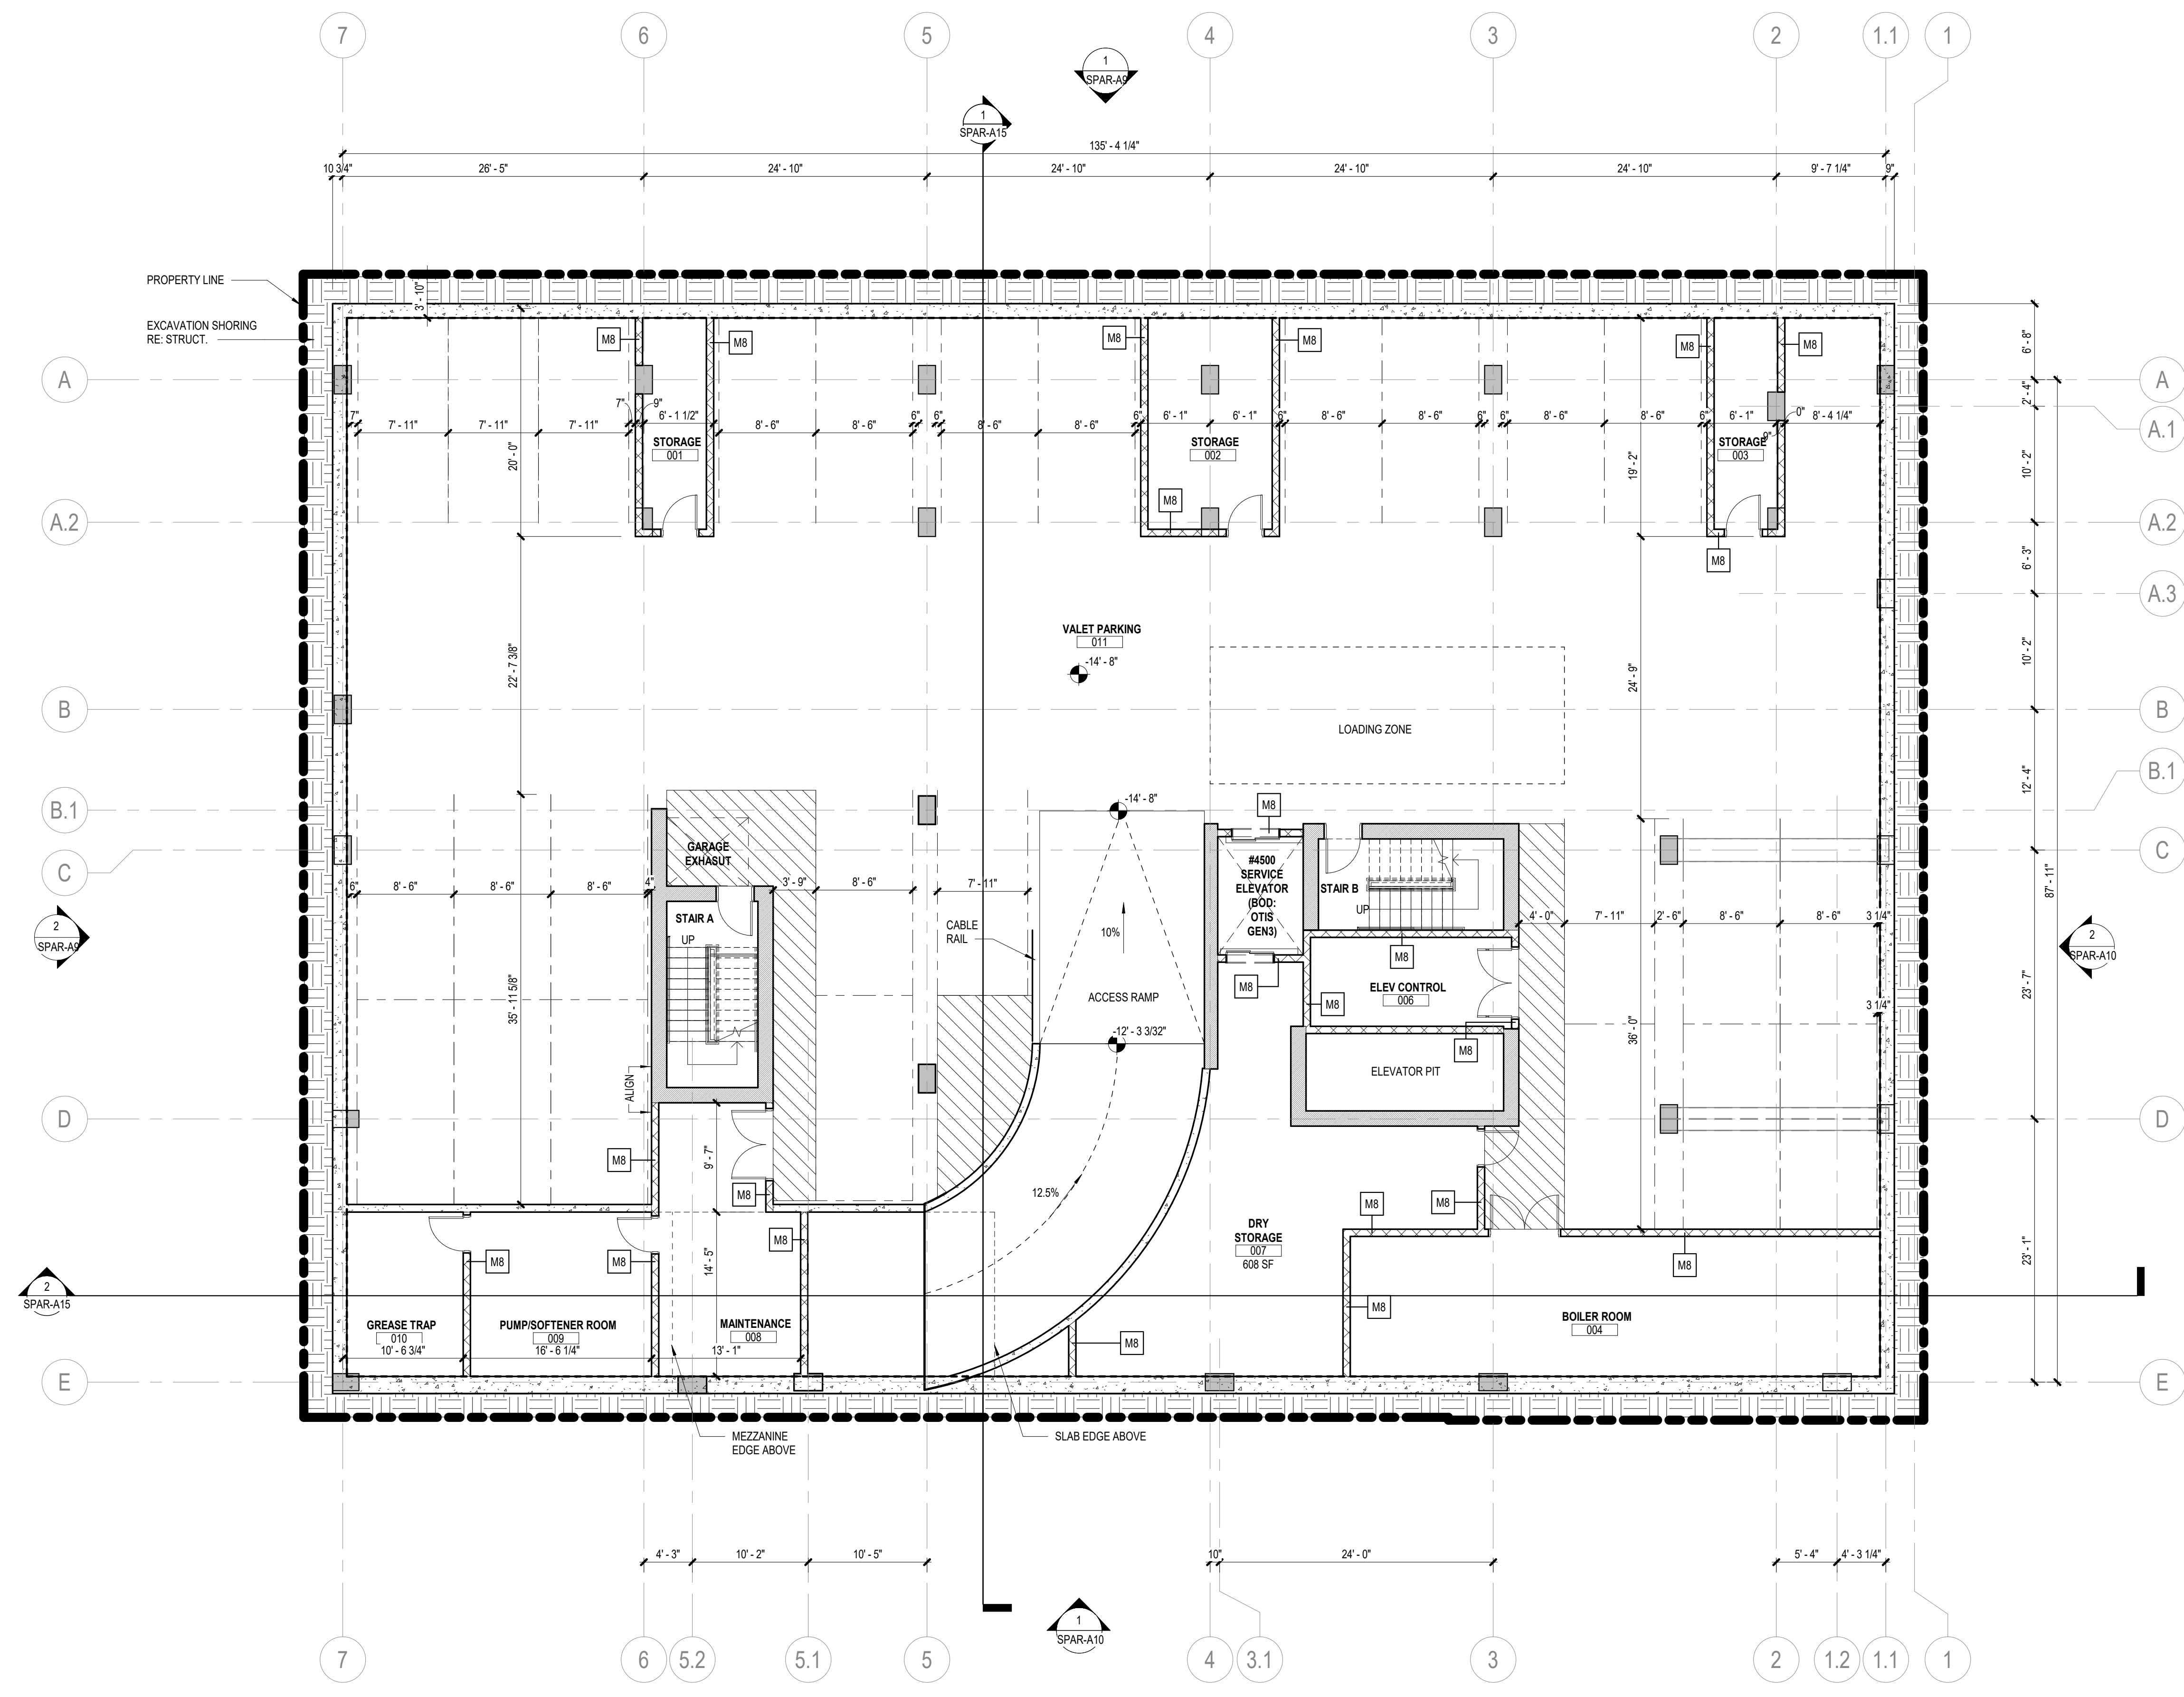 7
6
5
4
3
2
1.1
1
1
SPAR-A9
1
SPAR-A15
135' - 4 1/4"
10 3/4"
26' - 5"
24' - 10"
24' - 10"
24' - 10"
24' - 10"
9' - 7 1/4"
9"
PROPERTY LINE
3' - 10"
EXCAVATION SHORING
RE: STRUCT.
M8
M8
M8
M8
M8
M8
6' - 8"
A
A
2' - 4"
7"
7' - 11"
7' - 11"
7' - 11"
7"
9"
6' - 1 1/2"
8' - 6"
8' - 6"
6"
6"
8' - 6"
8' - 6"
6"
6' - 1"
6' - 1"
6"
8' - 6"
8' - 6"
6"
6"
8' - 6"
8' - 6"
6"
6' - 1"
0"
9"
8' - 4 1/4"
A.1
STORAGE
001
STORAGE
002
STORAGE
003
20' - 0"
19' - 2"
10' - 2"
M8
A.2
A.2
M8
6' - 3"
A.3
VALET PARKING
011
-14' - 8"
22' - 7 3/8"
24' - 9"
10' - 2"
B
B
LOADING ZONE
B.1
B.1
-14' - 8"
M8
12' - 4"
GARAGE
EXHASUT
C
C
#4500
SERVICE
ELEVATOR
(BOD:
OTIS
GEN3)
6"
8' - 6"
8' - 6"
8' - 6"
4"
3' - 9"
8' - 6"
7' - 11"
STAIR B
UP
87' - 11"
STAIR A
UP
CABLE
RAIL
10%
4' - 0"
7' - 11"
2' - 6"
8' - 6"
8' - 6"
3 1/4"
2
SPAR-A9
2
SPAR-A10
M8
M8
ELEV CONTROL
006
M8
ACCESS RAMP
35' - 11 5/8"
23' - 7"
3 1/4"
-12' - 3 3/32"
M8
36' - 0"
ELEVATOR PIT
ALIGN
D
D
M8
9' - 7"
M8
12.5%
M8
M8
DRY
STORAGE
007
608 SF
M8
M8
M8
14' - 5"
M8
23' - 1"
2
SPAR-A15
M8
GREASE TRAP
010
10' - 6 3/4"
PUMP/SOFTENER ROOM
009
16' - 6 1/4"
MAINTENANCE
008
13' - 1"
M8
BOILER ROOM
004
E
E
MEZZANINE
EDGE ABOVE
SLAB EDGE ABOVE
4' - 3"
10' - 2"
10' - 5"
10"
24' - 0"
5' - 4"
4' - 3 1/4"
1
SPAR-A10
7
6
5.2
5.1
5
4
3.1
3
2
1.2
1.1
1